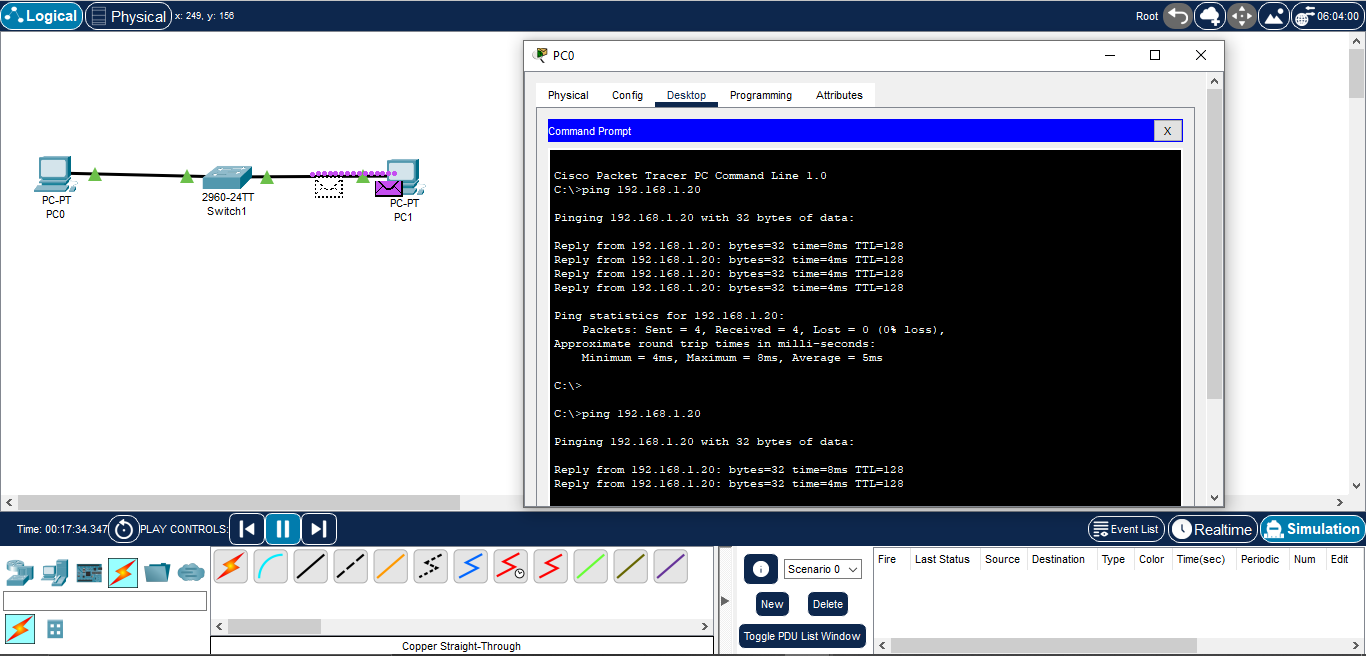 Logical Physical x: 249, y: 156 Root 06:04:00
PC-PT
PC0
2960-24TT
Switch1
PC-PT
PC1
PC0
Physical Config Desktop Programming Attributes
Command Prompt X
Cisco Packet Tracer PC Command Line 1.0
C:\>ping 192.168.1.20
Pinging 192.168.1.20 with 32 bytes of data:
Reply from 192.168.1.20: bytes=32 time=8ms TTL=128
Reply from 192.168.1.20: bytes=32 time=4ms TTL=128
Reply from 192.168.1.20: bytes=32 time=4ms TTL=128
Reply from 192.168.1.20: bytes=32 time=4ms TTL=128
Ping statistics for 192.168.1.20:
Packets: Sent = 4, Received = 4, Lost = 0 (0% loss),
Approximate round trip times in milli-seconds:
Minimum = 4ms, Maximum = 8ms, Average = 5ms
C:\>
C:\>ping 192.168.1.20
Pinging 192.168.1.20 with 32 bytes of data:
Reply from 192.168.1.20: bytes=32 time=8ms TTL=128
Reply from 192.168.1.20: bytes=32 time=4ms TTL=128
Time: 00:17:34.347 PLAY CONTROLS: Event List Realtime Simulation
Scenario 0
New Delete
Toggle PDU List Window
Fire Last Status Source Destination Type Color Time(sec) Periodic Num Edit
Copper Straight-Through